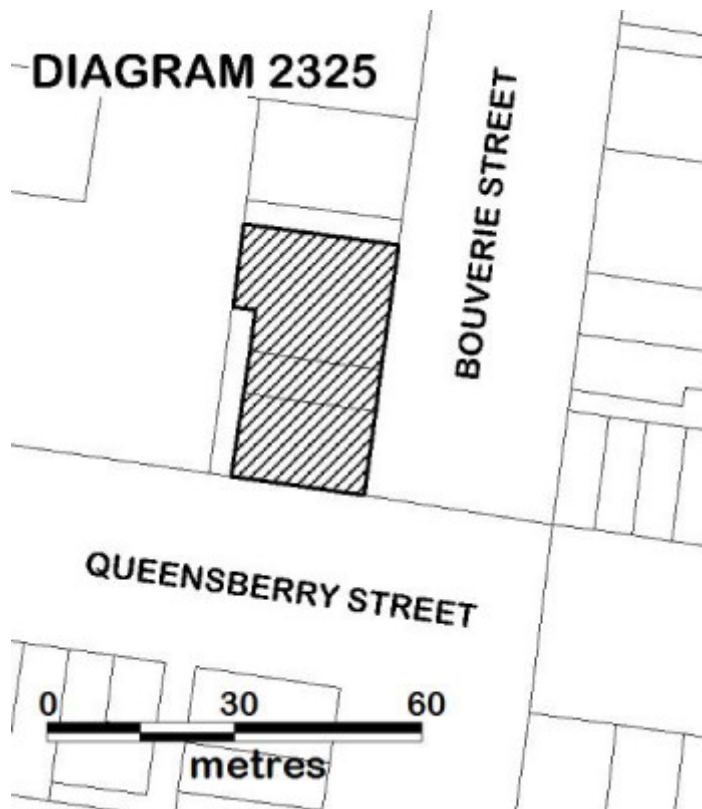 DIAGRAM 2325
BOUVERIE STREET
QUEENSBERRY STREET
0 30 60
metres